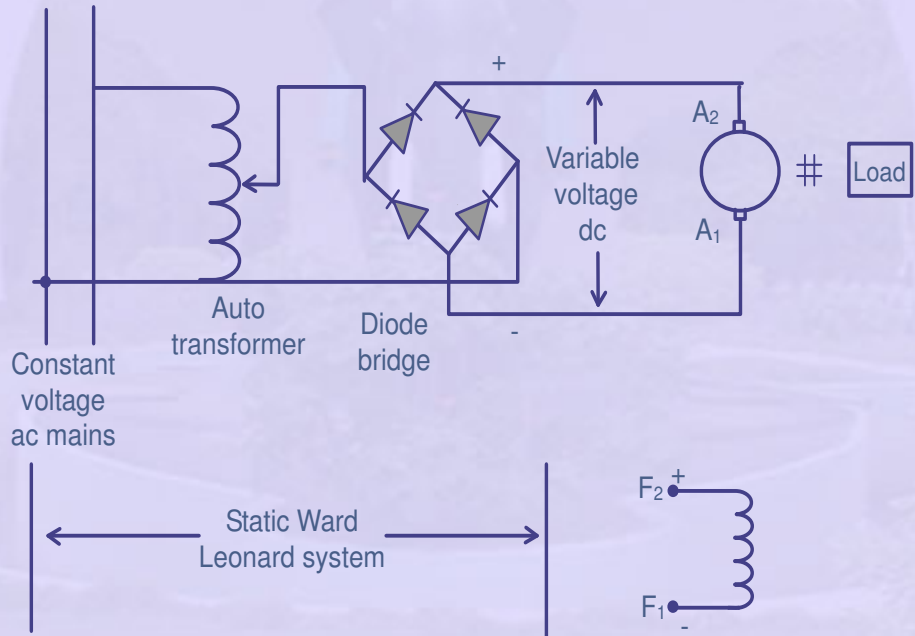 +
A2
Variable
voltage
dc
#
Load
A1
Auto
transformer
Diode
bridge
-
Constant
voltage
ac mains
F2 +
Static Ward
Leonard system
F1
-